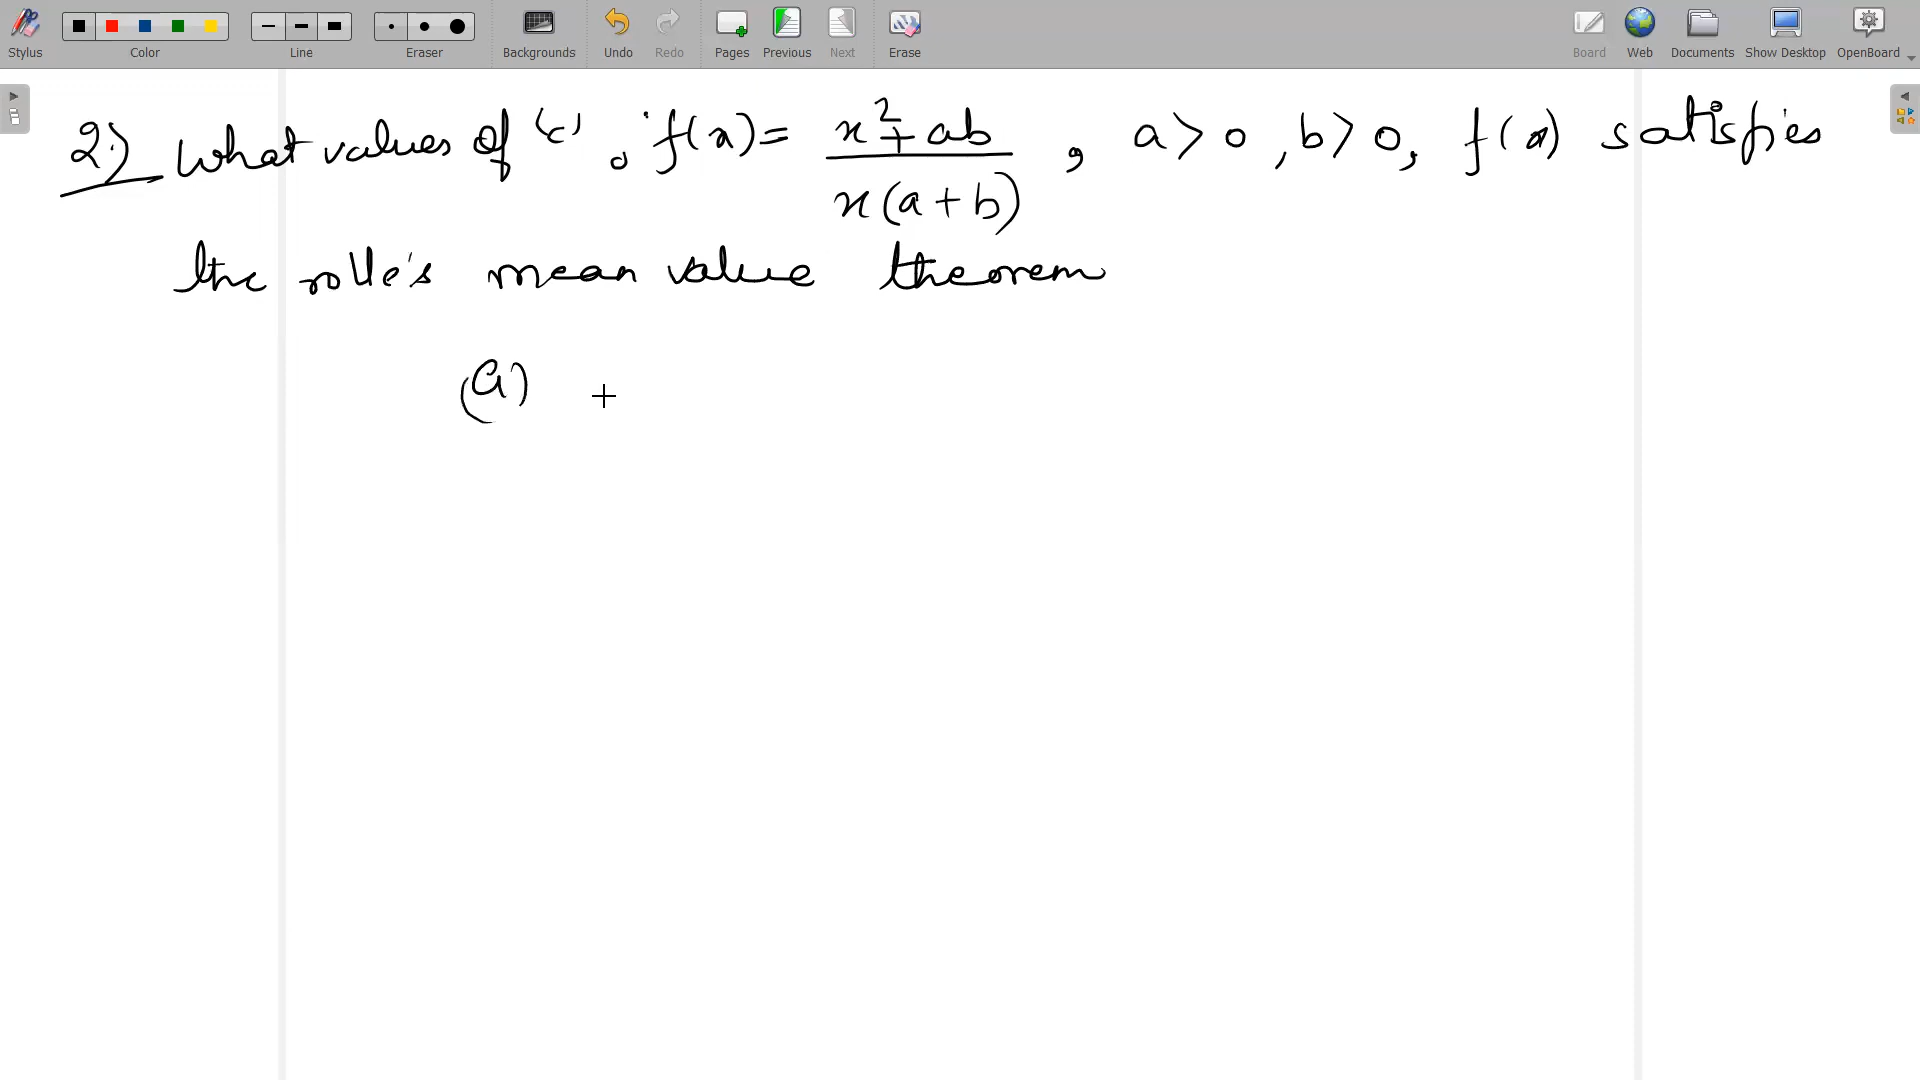 Stylus Color Line Eraser Backgrounds Undo Redo Pages Previous Next Erase Board Web Documents Show Desktop OpenBoard
2.) What values of 'c', f(x) = (x² + ab) / (x(a+b)), a>0, b>0, f(x) satisfies
the rolle's mean value theorem
(a)